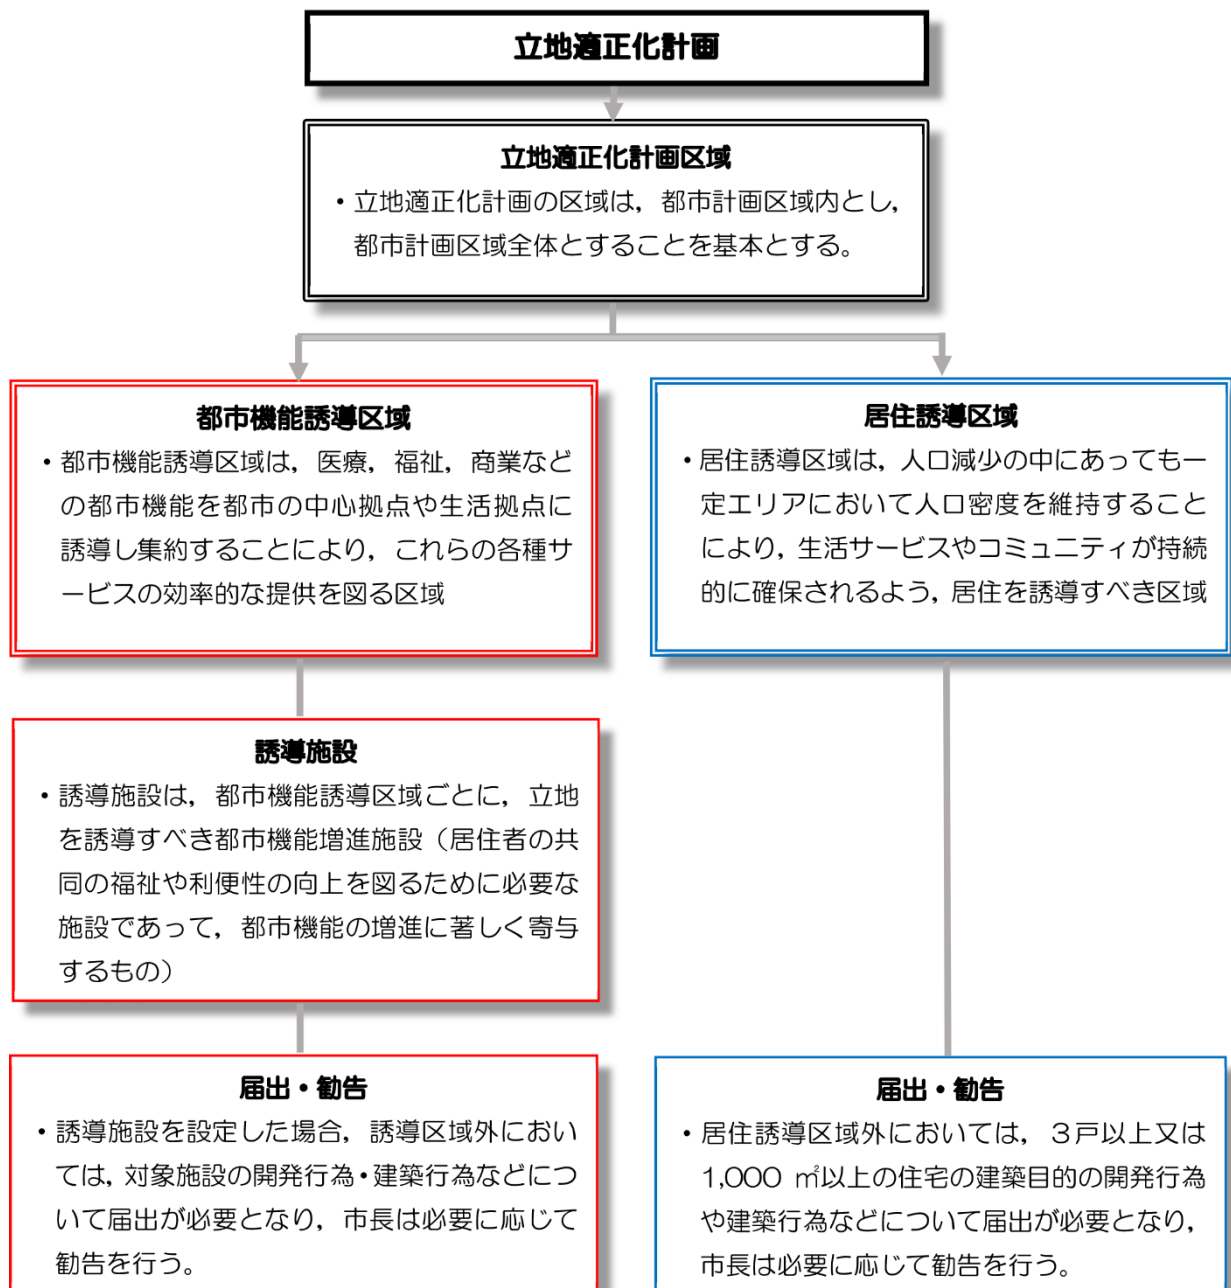 立地適正化計画
立地適正化計画区域
・立地適正化計画の区域は，都市計画区域内とし，
都市計画区域全体とすることを基本とする。
都市機能誘導区域
・都市機能誘導区域は，医療，福祉，商業などの
の都市機能を都市の中心拠点や生活拠点に
誘導し集約することにより，これらの各種サ
ービスの効率的な提供を図る区域
居住誘導区域
・居住誘導区域は，人口減少の中にあっても一
定エリアにおいて人口密度を維持すること
により，生活サービスやコミュニティが持続
的に確保されるよう，居住を誘導すべき区域
誘導施設
・誘導施設は，都市機能誘導区域ごとに，立地
を誘導すべき都市機能増進施設（居住者の共
同の福祉や利便性の向上を図るために必要な
施設であって，都市機能の増進に著しく寄与
するもの）
届出・勧告
・誘導施設を設定した場合，誘導区域外におい
ては，対象施設の開発行為・建築行為などにつ
いて届出が必要となり，市長は必要に応じて
勧告を行う。
届出・勧告
・居住誘導区域外においては，３戸以上又は
1,000 ㎡以上の住宅の建築目的の開発行為
や建築行為などについて届出が必要となり，
市長は必要に応じて勧告を行う。